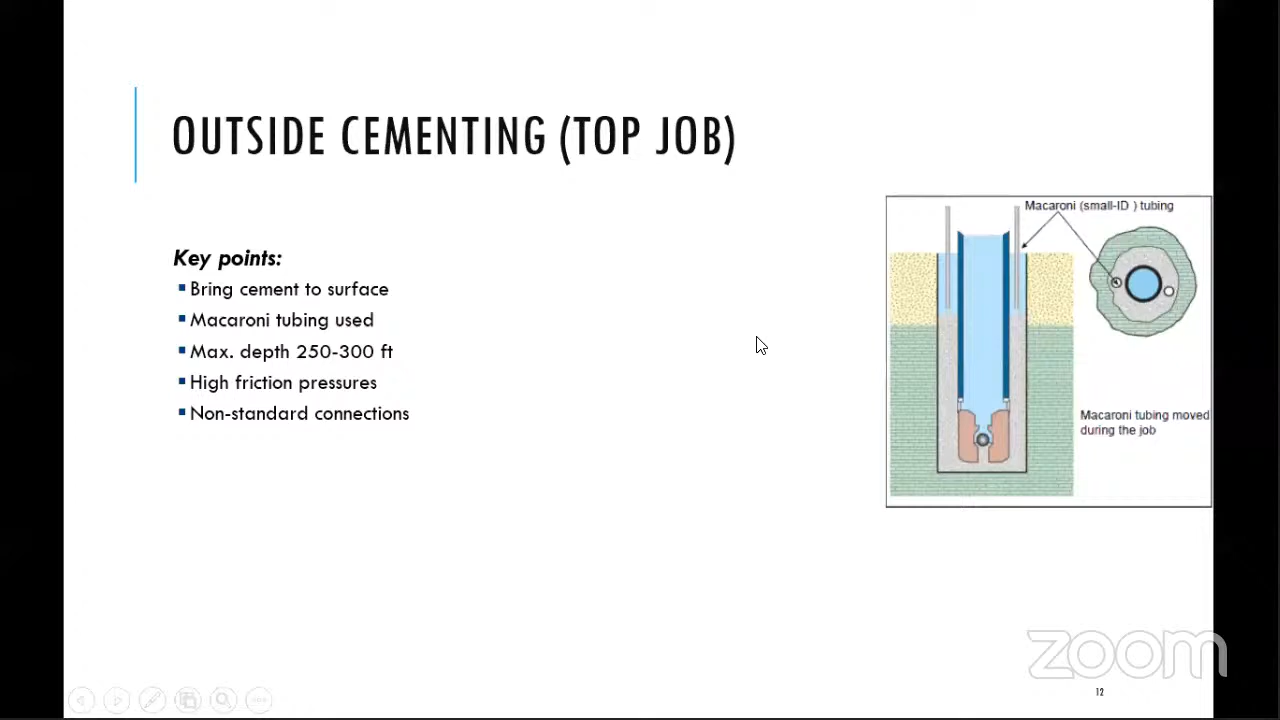 OUTSIDE CEMENTING (TOP JOB)
Key points:
Bring cement to surface
Macaroni tubing used
Max. depth 250-300 ft
High friction pressures
Non-standard connections
Macaroni (small-ID ) tubing
Macaroni tubing moved
during the job
zoom
12